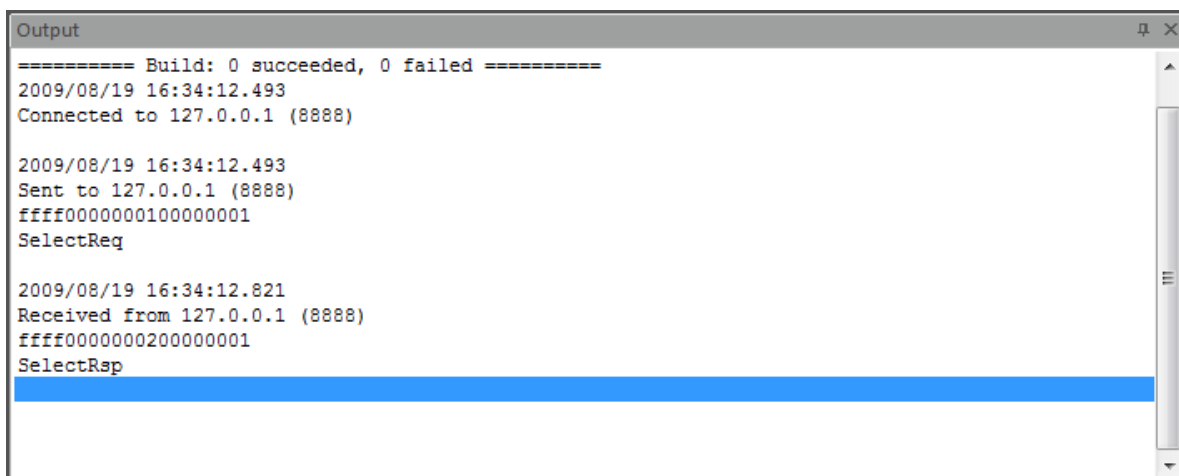 Output
========== Build: 0 succeeded, 0 failed ==========
2009/08/19 16:34:12.493
Connected to 127.0.0.1 (8888)
2009/08/19 16:34:12.493
Sent to 127.0.0.1 (8888)
ffff0000000100000001
SelectReq
2009/08/19 16:34:12.821
Received from 127.0.0.1 (8888)
ffff0000000200000001
SelectRsp